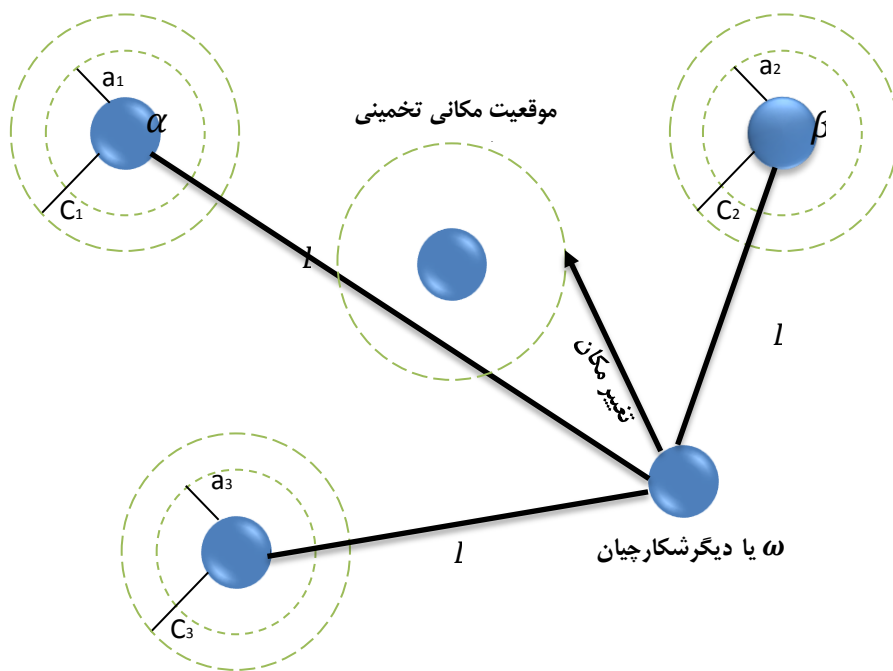 a1
α
C1
موقعیت مکانی تخمینی
a2
β
C2
l
l
تغییر مکان
a3
C3
l
ω یا دیگرشکارچیان